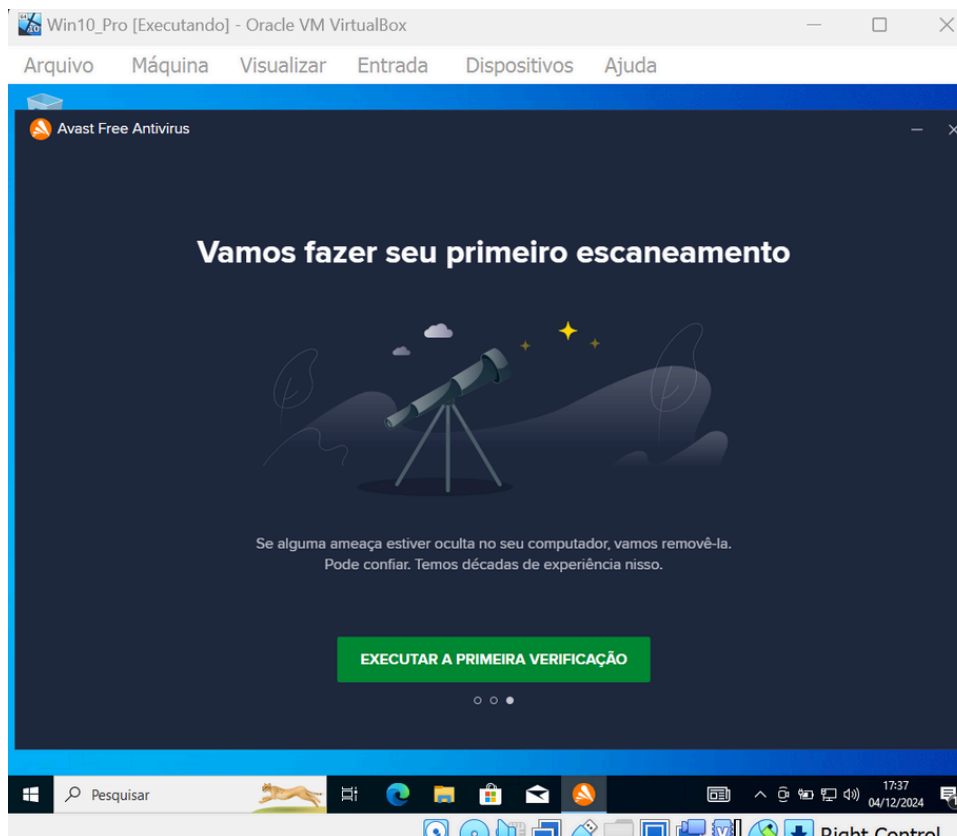 Win10_Pro [Executando] - Oracle VM VirtualBox
Arquivo Máquina Visualizar Entrada Dispositivos Ajuda
Avast Free Antivirus
Vamos fazer seu primeiro escaneamento
Se alguma ameaça estiver oculta no seu computador, vamos removê-la.
Pode confiar. Temos décadas de experiência nisso.
EXECUTAR A PRIMEIRA VERIFICAÇÃO
Pesquisar
17:37
04/12/2024
Right Control